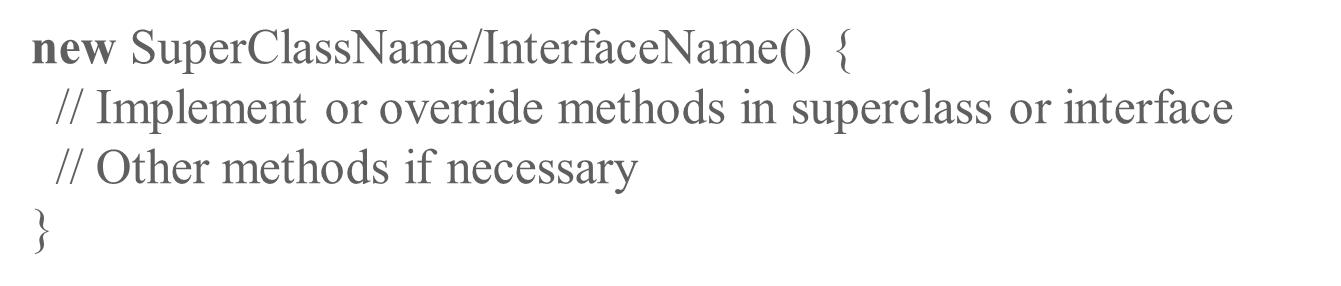 new SuperClassName/InterfaceName() {
// Implement or override methods in superclass or interface
// Other methods if necessary
}